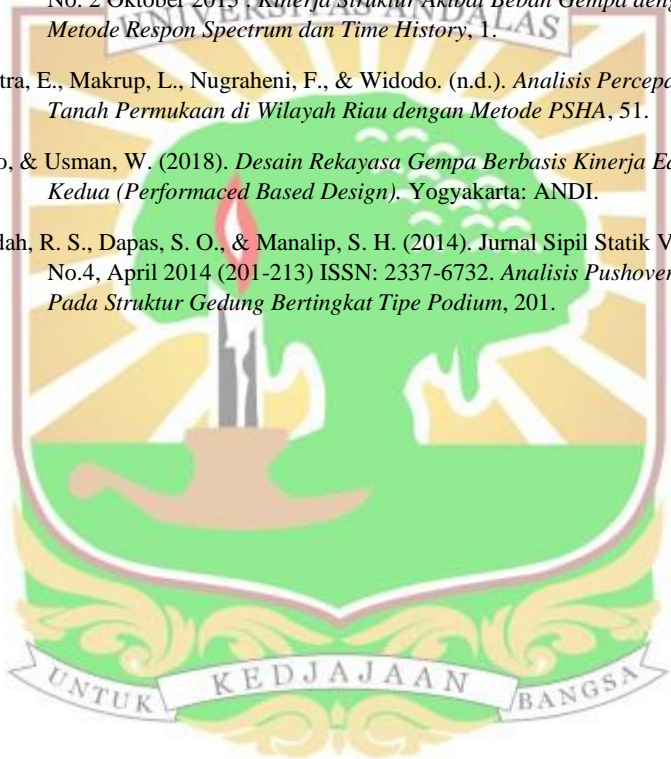 No. 2 Oktober 2013 . Kinerja Struktur Akibat Beban Gempa deng
Metode Respon Spectrum dan Time History, 1.
tra, E., Makrup, L., Nugraheni, F., & Widodo. (n.d.). Analisis Percepa
Tanah Permukaan di Wilayah Riau dengan Metode PSHA, 51.
o, & Usman, W. (2018). Desain Rekayasa Gempa Berbasis Kinerja Ed
Kedua (Performaced Based Design). Yogyakarta: ANDI.
dah, R. S., Dapas, S. O., & Manalip, S. H. (2014). Jurnal Sipil Statik V
No.4, April 2014 (201-213) ISSN: 2337-6732. Analisis Pushover
Pada Struktur Gedung Bertingkat Tipe Podium, 201.
UNIVERSITAS ANDALAS
UNTUK KEDJAJAAN BANGSA